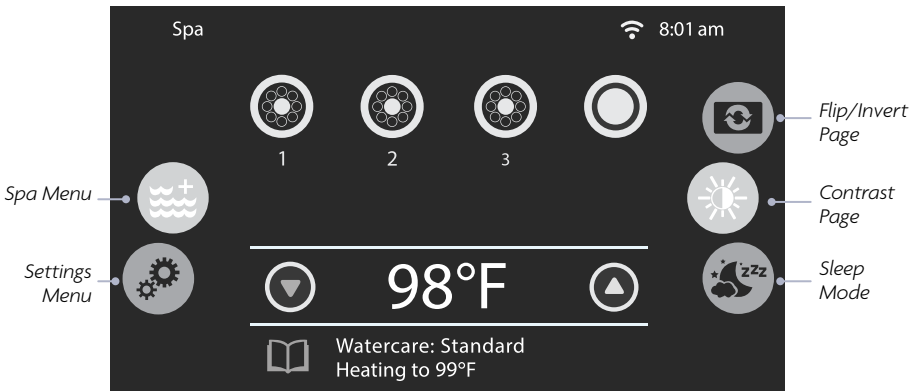 Spa
8:01 am
1
2
3
Flip/Invert
Page
Spa Menu
Contrast
Page
Settings
Menu
98°F
zzz
Sleep
Mode
Watercare: Standard
Heating to 99°F